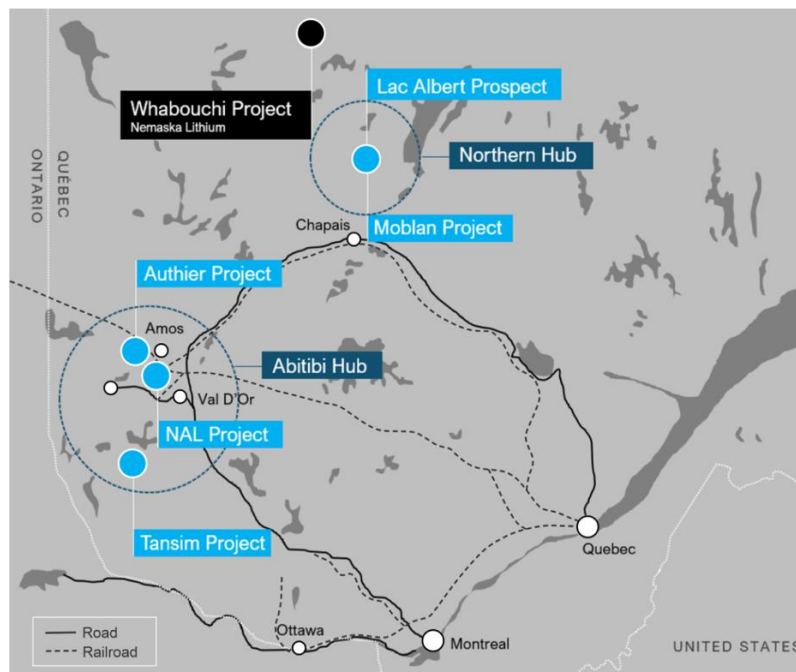 Lac Albert Prospect
Whabouchi Project
Nemaska Lithium
Northern Hub
ONTARIO
QUÉBEC
Chapais
Moblan Project
Authier Project
Amos
Abitibi Hub
Val D'Or
NAL Project
Tansim Project
Quebec
Ottawa
Montreal
Road
Railroad
UNITED STATES